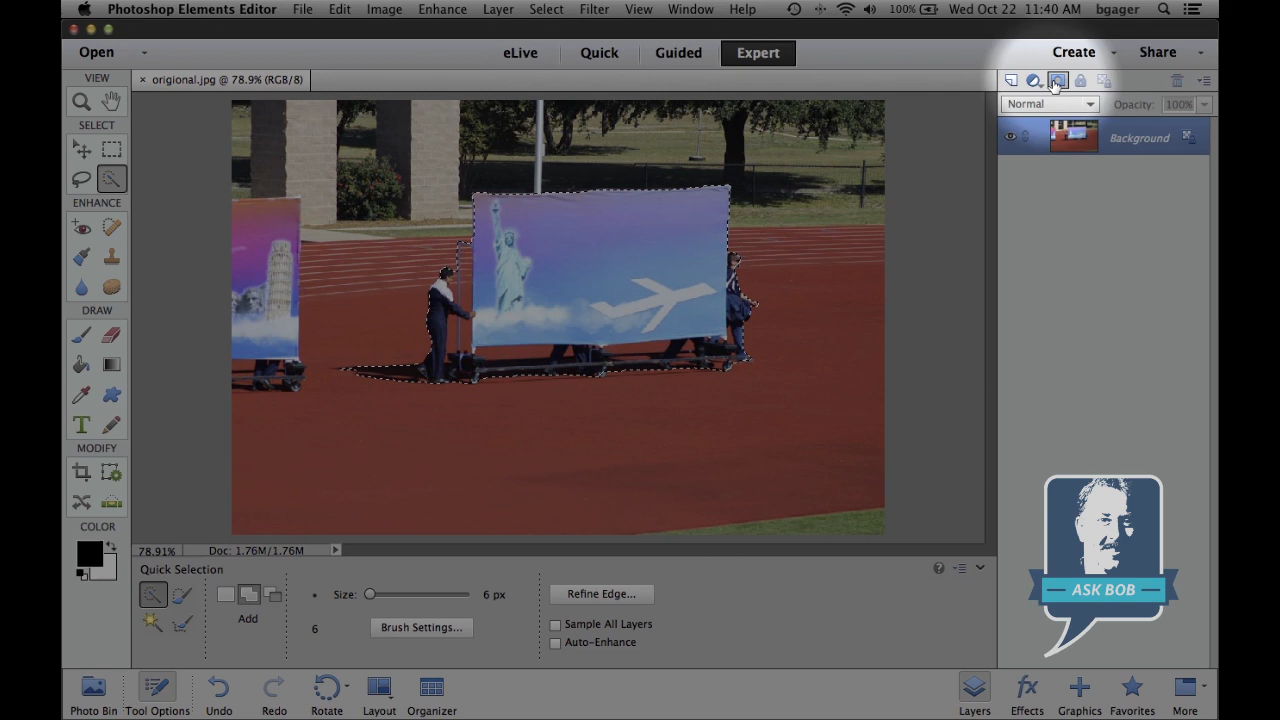 Photoshop Elements Editor File Edit Image Enhance Layer Select Filter View Window Help 100% Wed Oct 22 11:40 AM bgager
Open eLive Quick Guided Expert Create Share
VIEW × origional.jpg @ 78.9% (RGB/8)
Normal Opacity: 100%
SELECT
Background
ENHANCE
DRAW
T
MODIFY
COLOR
78.91% Doc: 1.76M/1.76M
Quick Selection
Size: 6 px Refine Edge...
Add
6 Brush Settings... Sample All Layers
Auto-Enhance
ASK BOB
Photo Bin Tool Options Undo Redo Rotate Layout Organizer Layers Effects Graphics Favorites More